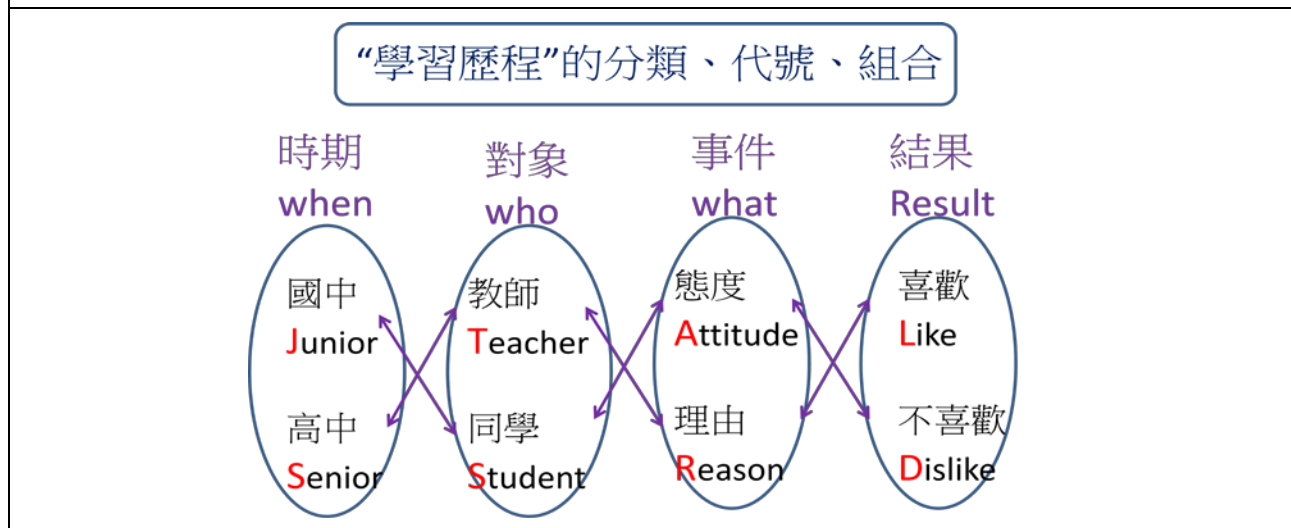 “學習歷程”的分類、代號、組合
時期
when
對象
who
事件
what
結果
Result
國中
Junior
高中
Senior
教師
Teacher
同學
Student
態度
Attitude
理由
Reason
喜歡
Like
不喜歡
Dislike